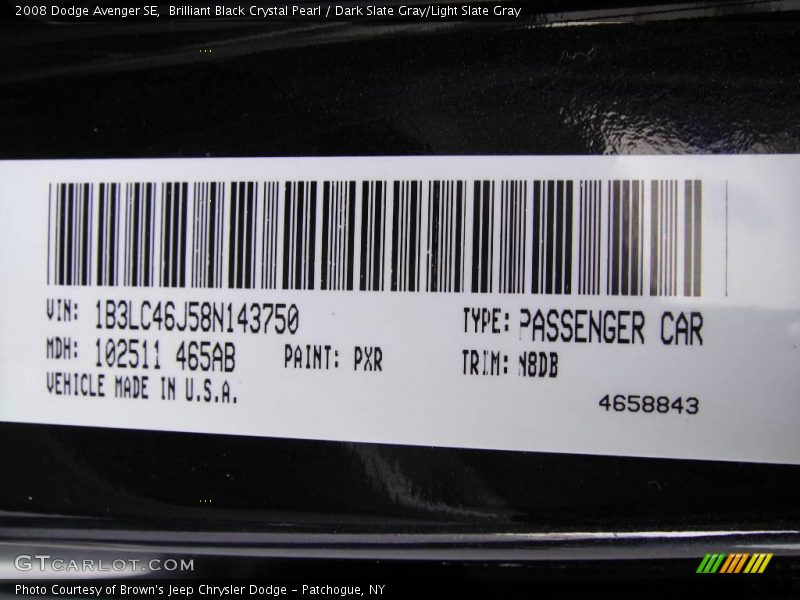 2008 Dodge Avenger SE,  Brilliant Black Crystal Pearl / Dark Slate Gray/Light Slate Gray
VIN: 1B3LC46J58N143750 TYPE: PASSENGER CAR
MDH: 102511 465AB PAINT: PXR TRIM: N8DB
VEHICLE MADE IN U.S.A.
4658843
GTCARLOT.COM
Photo Courtesy of Brown's Jeep Chrysler Dodge - Patchogue, NY